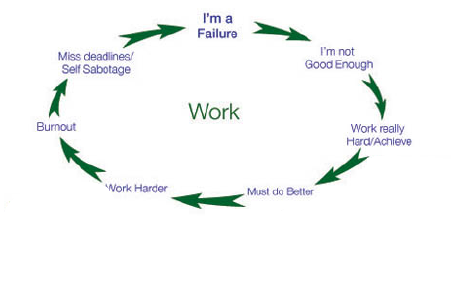 I'm a
Failure
I'm not
Good Enough
Work really
Hard/Achieve
Must do Better
Work Harder
Burnout
Miss deadlines/
Self Sabotage
Work